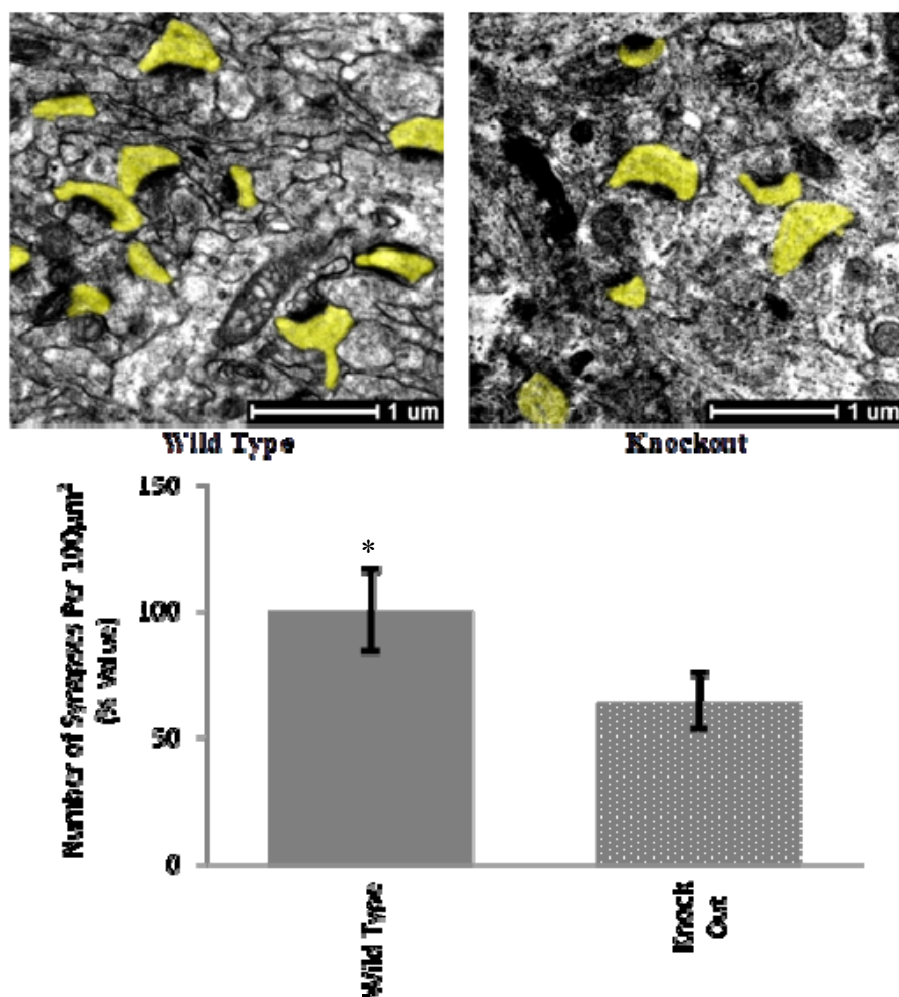 1 um
1 um
Wild Type
Knockout
Number of Synapses Per 100µm²
(% Value)
150
100
50
0
*
Wild Type
Knock
Out